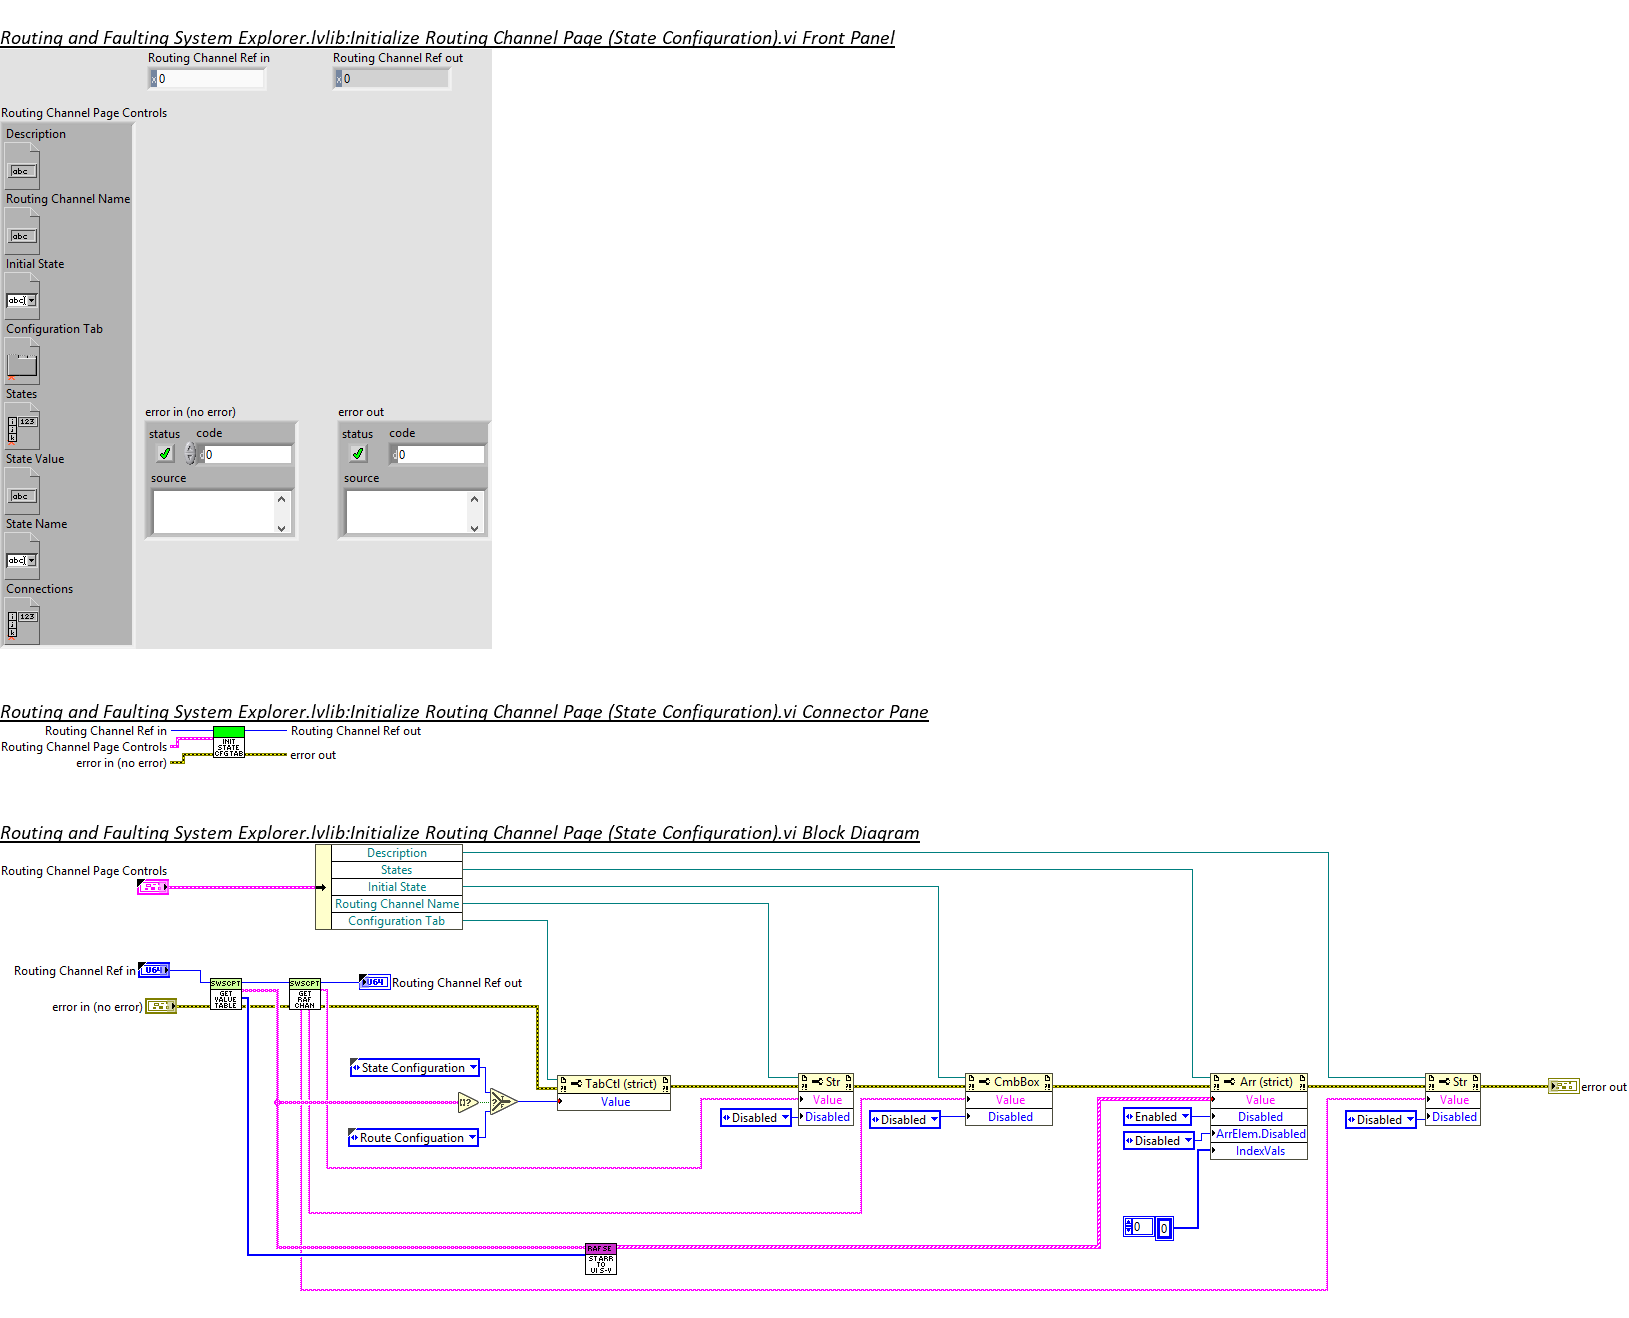 Routing and Faulting System Explorer.lvlib:Initialize Routing Channel Page (State Configuration).vi Front Panel
Routing Channel Ref in
Routing Channel Ref out
x 0
x 0
Routing Channel Page Controls
Description
abc
Routing Channel Name
abc
Initial State
abc
Configuration Tab
States
123
State Value
abc
State Name
abc
Connections
123
error in (no error)
error out
status
code
status
code
d 0
d 0
source
source
Routing and Faulting System Explorer.lvlib:Initialize Routing Channel Page (State Configuration).vi Connector Pane
Routing Channel Ref in
Routing Channel Ref out
Routing Channel Page Controls
INIT
STATE
CFG TAB
error in (no error)
error out
Routing and Faulting System Explorer.lvlib:Initialize Routing Channel Page (State Configuration).vi Block Diagram
Description
Routing Channel Page Controls
States
Initial State
Routing Channel Name
Configuration Tab
Routing Channel Ref in
U64
SWSCPT
GET
VALUE
TABLE
SWSCPT
GET
RAF
CHAN
U64
Routing Channel Ref out
error in (no error)
State Configuration
Route Configuation
TabCtl (strict)
Value
Str
Value
Disabled
Disabled
CmbBox
Value
Disabled
Disabled
Arr (strict)
Value
Enabled
Disabled
Disabled
ArrElem.Disabled
IndexVals
Str
Value
Disabled
Disabled
error out
0
0
RAF SE
ST ARR
TO
UI S-V